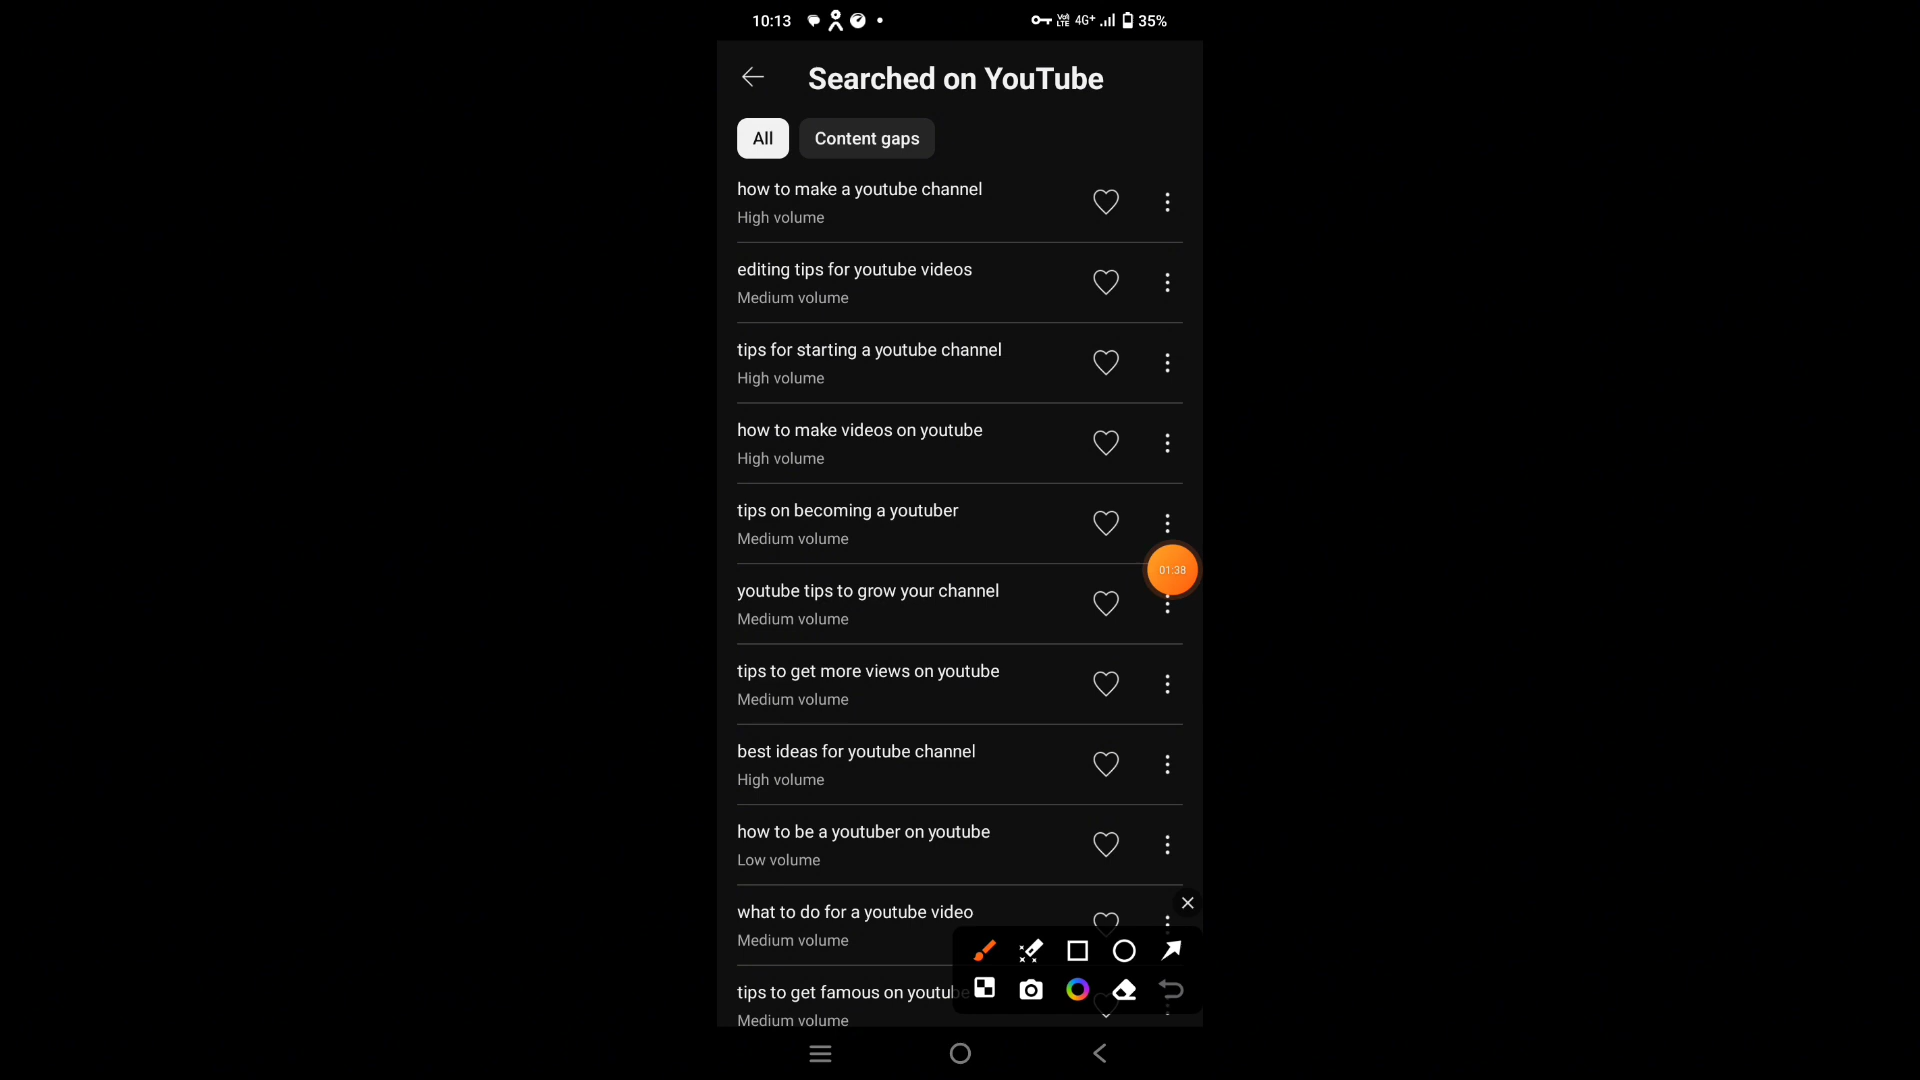 10:13
VoI LTE 4G+ 35%
Searched on YouTube
All
Content gaps
how to make a youtube channel
High volume
editing tips for youtube videos
Medium volume
tips for starting a youtube channel
High volume
how to make videos on youtube
High volume
tips on becoming a youtuber
Medium volume
01:38
youtube tips to grow your channel
Medium volume
tips to get more views on youtube
Medium volume
best ideas for youtube channel
High volume
how to be a youtuber on youtube
Low volume
what to do for a youtube video
Medium volume
tips to get famous on youtube
Medium volume